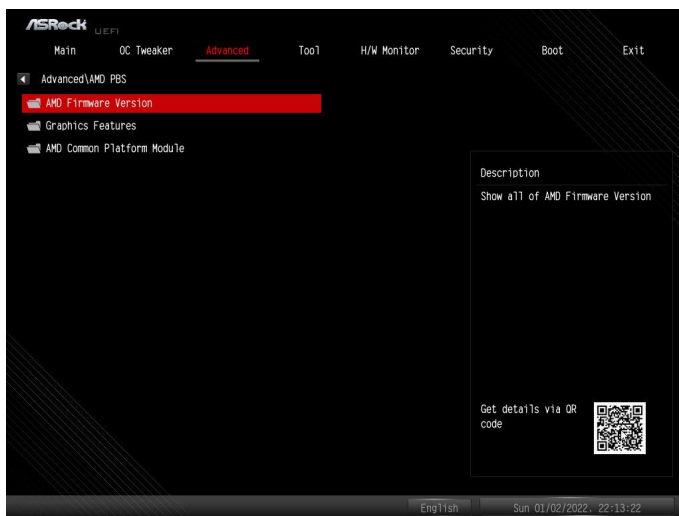 ASRock UEFI
Main OC Tweaker Advanced Tool H/W Monitor Security Boot Exit
Advanced\AMD PBS
AMD Firmware Version
Graphics Features
AMD Common Platform Module
Description
Show all of AMD Firmware Version
Get details via QR
code
English Sun 01/02/2022. 22:13:22